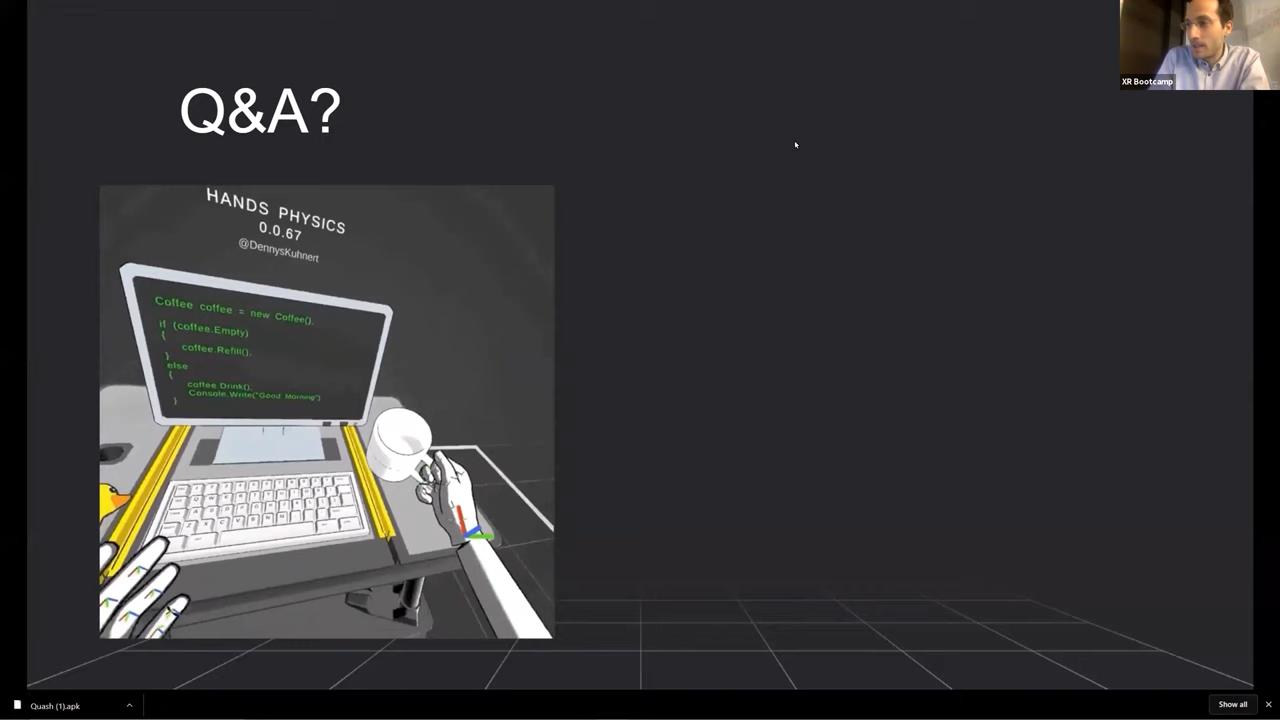 XR Bootcamp
Q&A?
HANDS PHYSICS
0.0.67
@DennysKuhnert
Coffee coffee = new Coffee();
if (coffee.Empty)
{
coffee.Refill();
}
else
{
coffee.Drink();
Console.Write("Good Morning")
}
Quash (1).apk
Show all